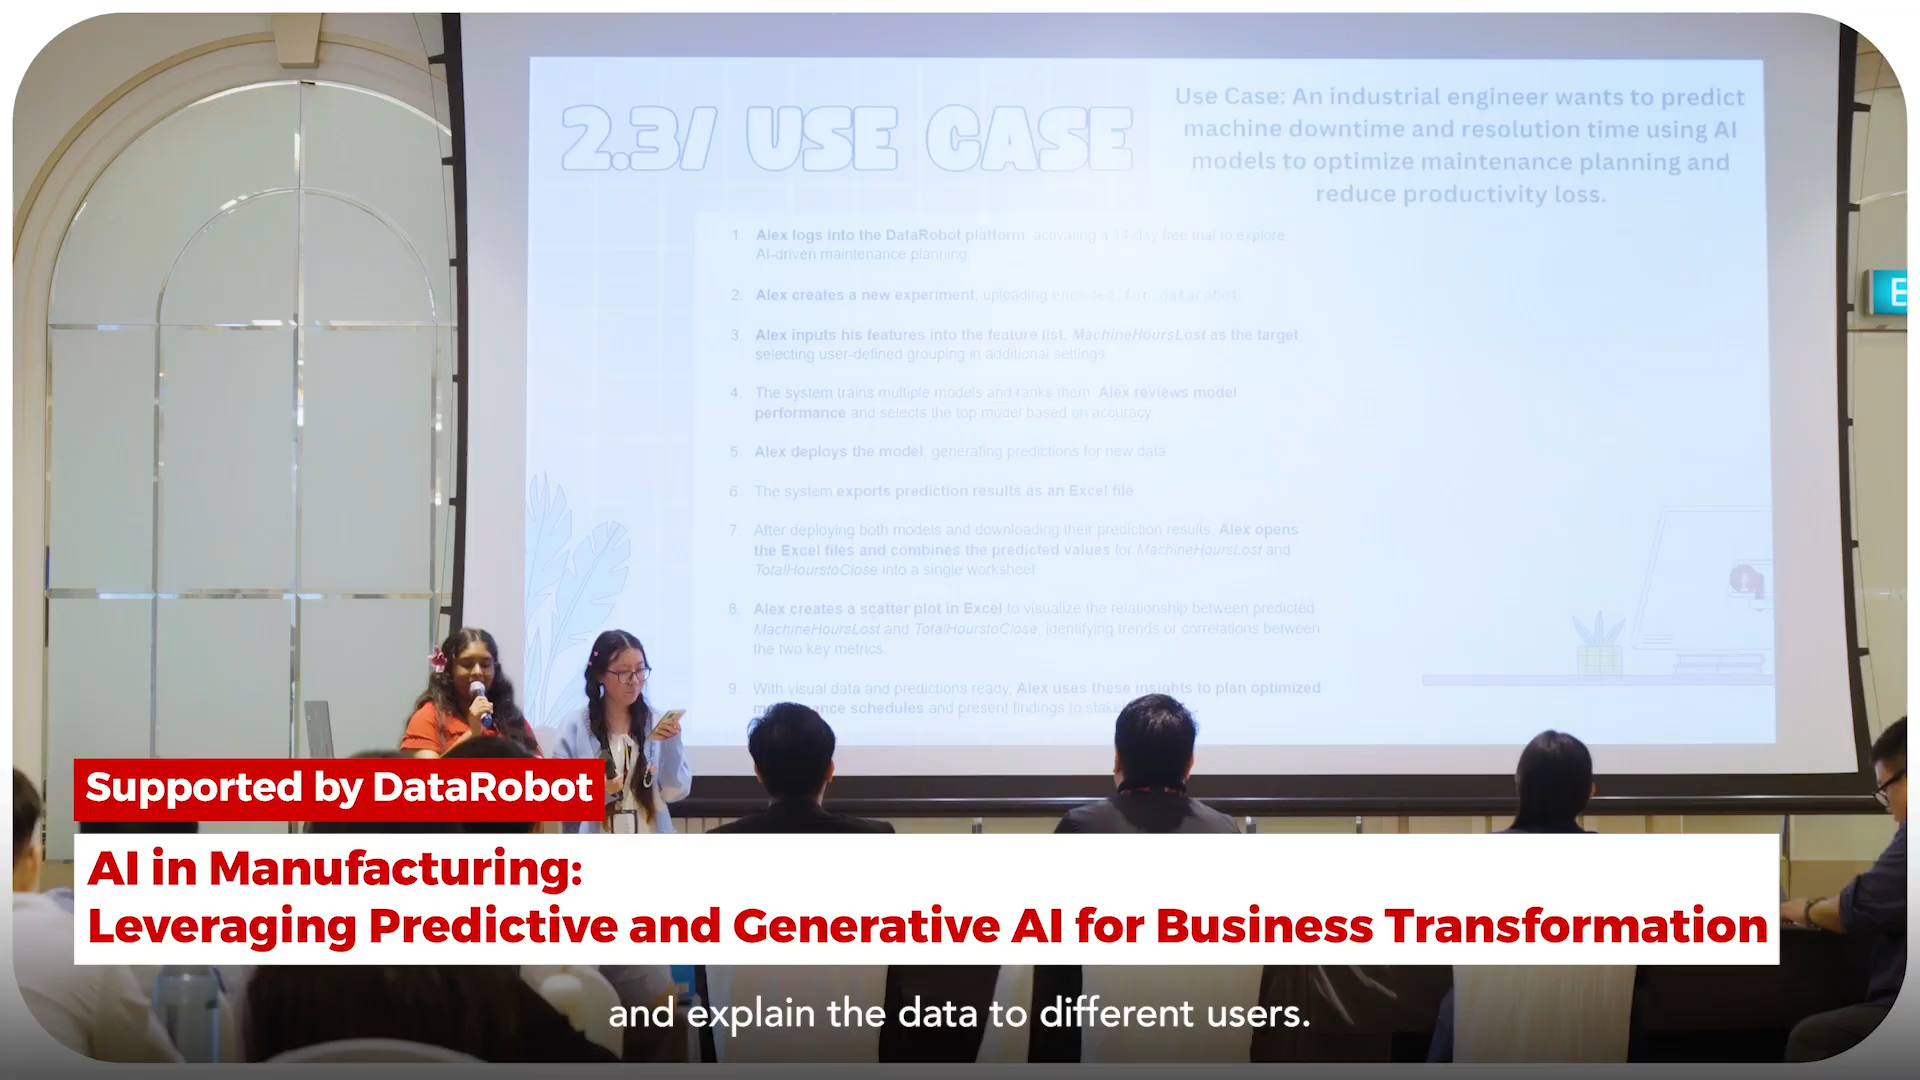 2.3/ USE CASE
Use Case: An industrial engineer wants to predict
machine downtime and resolution time using AI
models to optimize maintenance planning and
reduce productivity loss.
1. Alex logs into the DataRobot platform, activating a 14-day free trial to explore
AI-driven maintenance planning
2. Alex creates a new experiment, uploading encoded_for_datarobot.
3. Alex inputs his features into the feature list, MachineHoursLost as the target,
selecting user-defined grouping in additional settings
4. The system trains multiple models and ranks them. Alex reviews model
performance and selects the top model based on accuracy
5. Alex deploys the model, generating predictions for new data
6. The system exports prediction results as an Excel file
7. After deploying both models and downloading their prediction results, Alex opens
the Excel files and combines the predicted values for MachineHoursLost and
TotalHourstoClose into a single worksheet.
8. Alex creates a scatter plot in Excel to visualize the relationship between predicted
MachineHoursLost and TotalHourstoClose, identifying trends or correlations between
the two key metrics.
9. With visual data and predictions ready, Alex uses these insights to plan optimized
schedules and present findings to
E
Supported by DataRobot
AI in Manufacturing:
Leveraging Predictive and Generative AI for Business Transformation
and explain the data to different users.